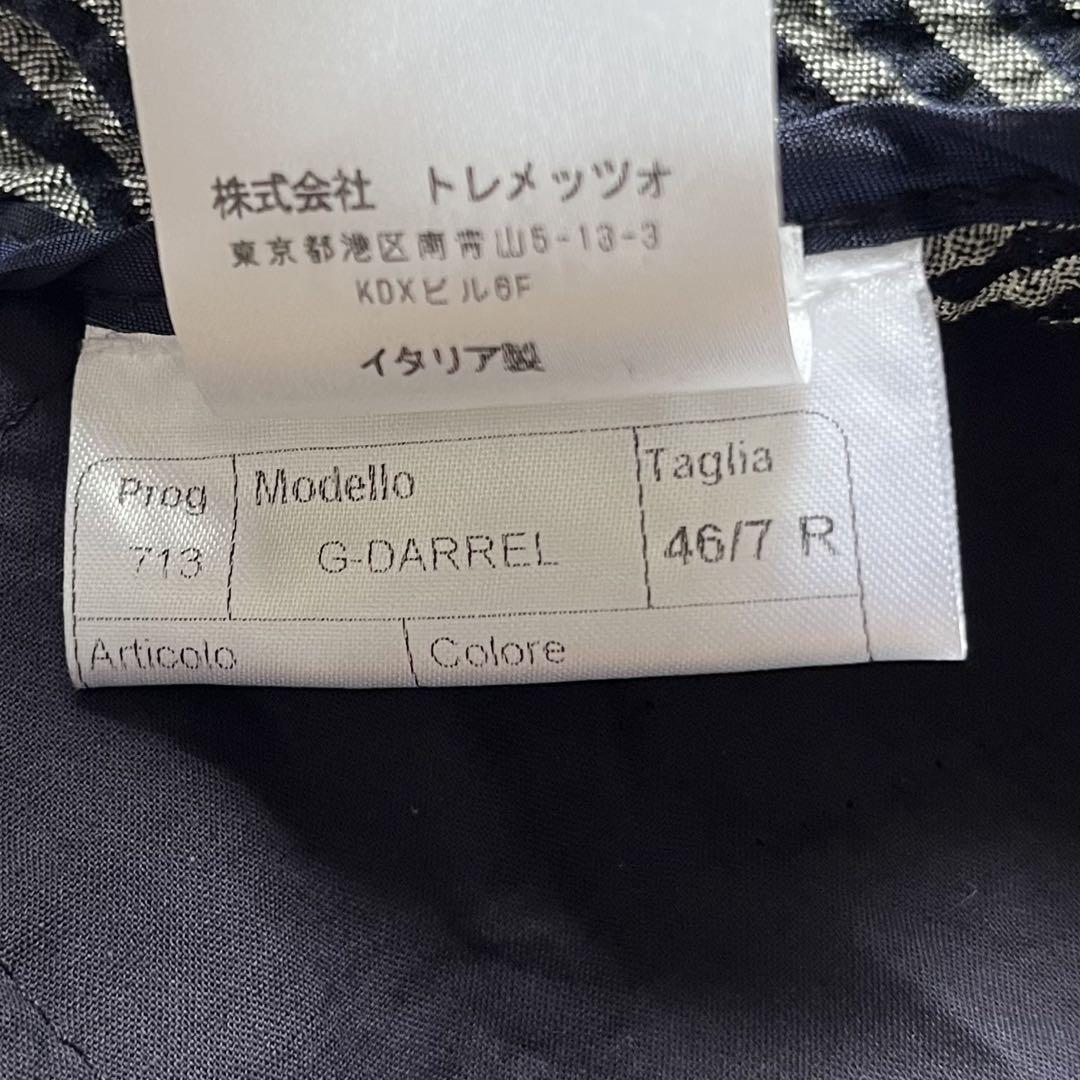 株式会社 トレメッツォ
東京都港区南青山5-13-3
KDXビル6F
イタリア製
Prog Modello Taglia
713 G-DARREL 46/7 R
Articolo Colore